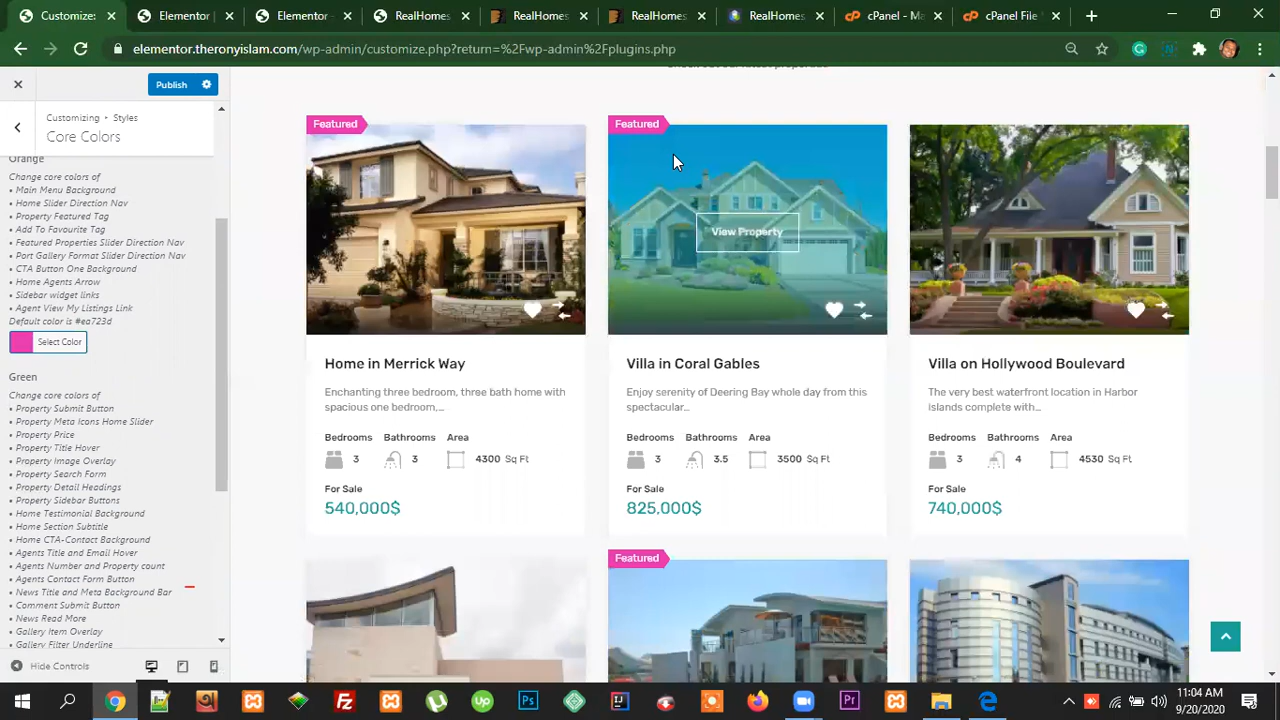 Elementor
Elementor -
RealHomes
RealHomes
RealHomes
RealHomes
cPanel - Ma
cPanel File
elementor.theronyislam.com/wp-admin/customize.php?return=%2Fwp-admin%2Fplugins.php
Publish
Customizing • Styles
Core Colors
Orange
Change core colors of
• Main Menu Background
• Home Slider Direction Nav
• Property Featured Tag
• Add To Favourite Tag
• Featured Properties Slider Direction Nav
• Port Gallery Format Slider Direction Nav
• CTA Button One Background
• Home Agents Arrow
• Sidebar widget links
• Agent View My Listings Link
Default color is #ea723d
Select Color
Green
Change core colors of
• Property Submit Button
• Property Meta Icons Home Slider
• Property Price
• Property Title Hover
• Property Image Overlay
• Property Search Form
• Property Detail Headings
• Property Sidebar Buttons
• Home Testimonial Background
• Home Section Subtitle
• Home CTA-Contact Background
• Agents Title and Email Hover
• Agents Number and Property count
• Agents Contact Form Button
• News Title and Meta Background Bar
• Comment Submit Button
• News Read More
• Gallery Item Overlay
• Gallery Filter Underline
Hide Controls
Featured
Home in Merrick Way
Enchanting three bedroom, three bath home with
spacious one bedroom,...
Bedrooms Bathrooms Area
3 3 4300 Sq Ft
For Sale
540,000$
Featured
View Property
Villa in Coral Gables
Enjoy serenity of Deering Bay whole day from this
spectacular...
Bedrooms Bathrooms Area
3 3.5 3500 Sq Ft
For Sale
825,000$
Villa on Hollywood Boulevard
The very best waterfront location in Harbor
Islands complete with...
Bedrooms Bathrooms Area
3 4 4530 Sq Ft
For Sale
740,000$
Featured
11:04 AM
9/20/2020